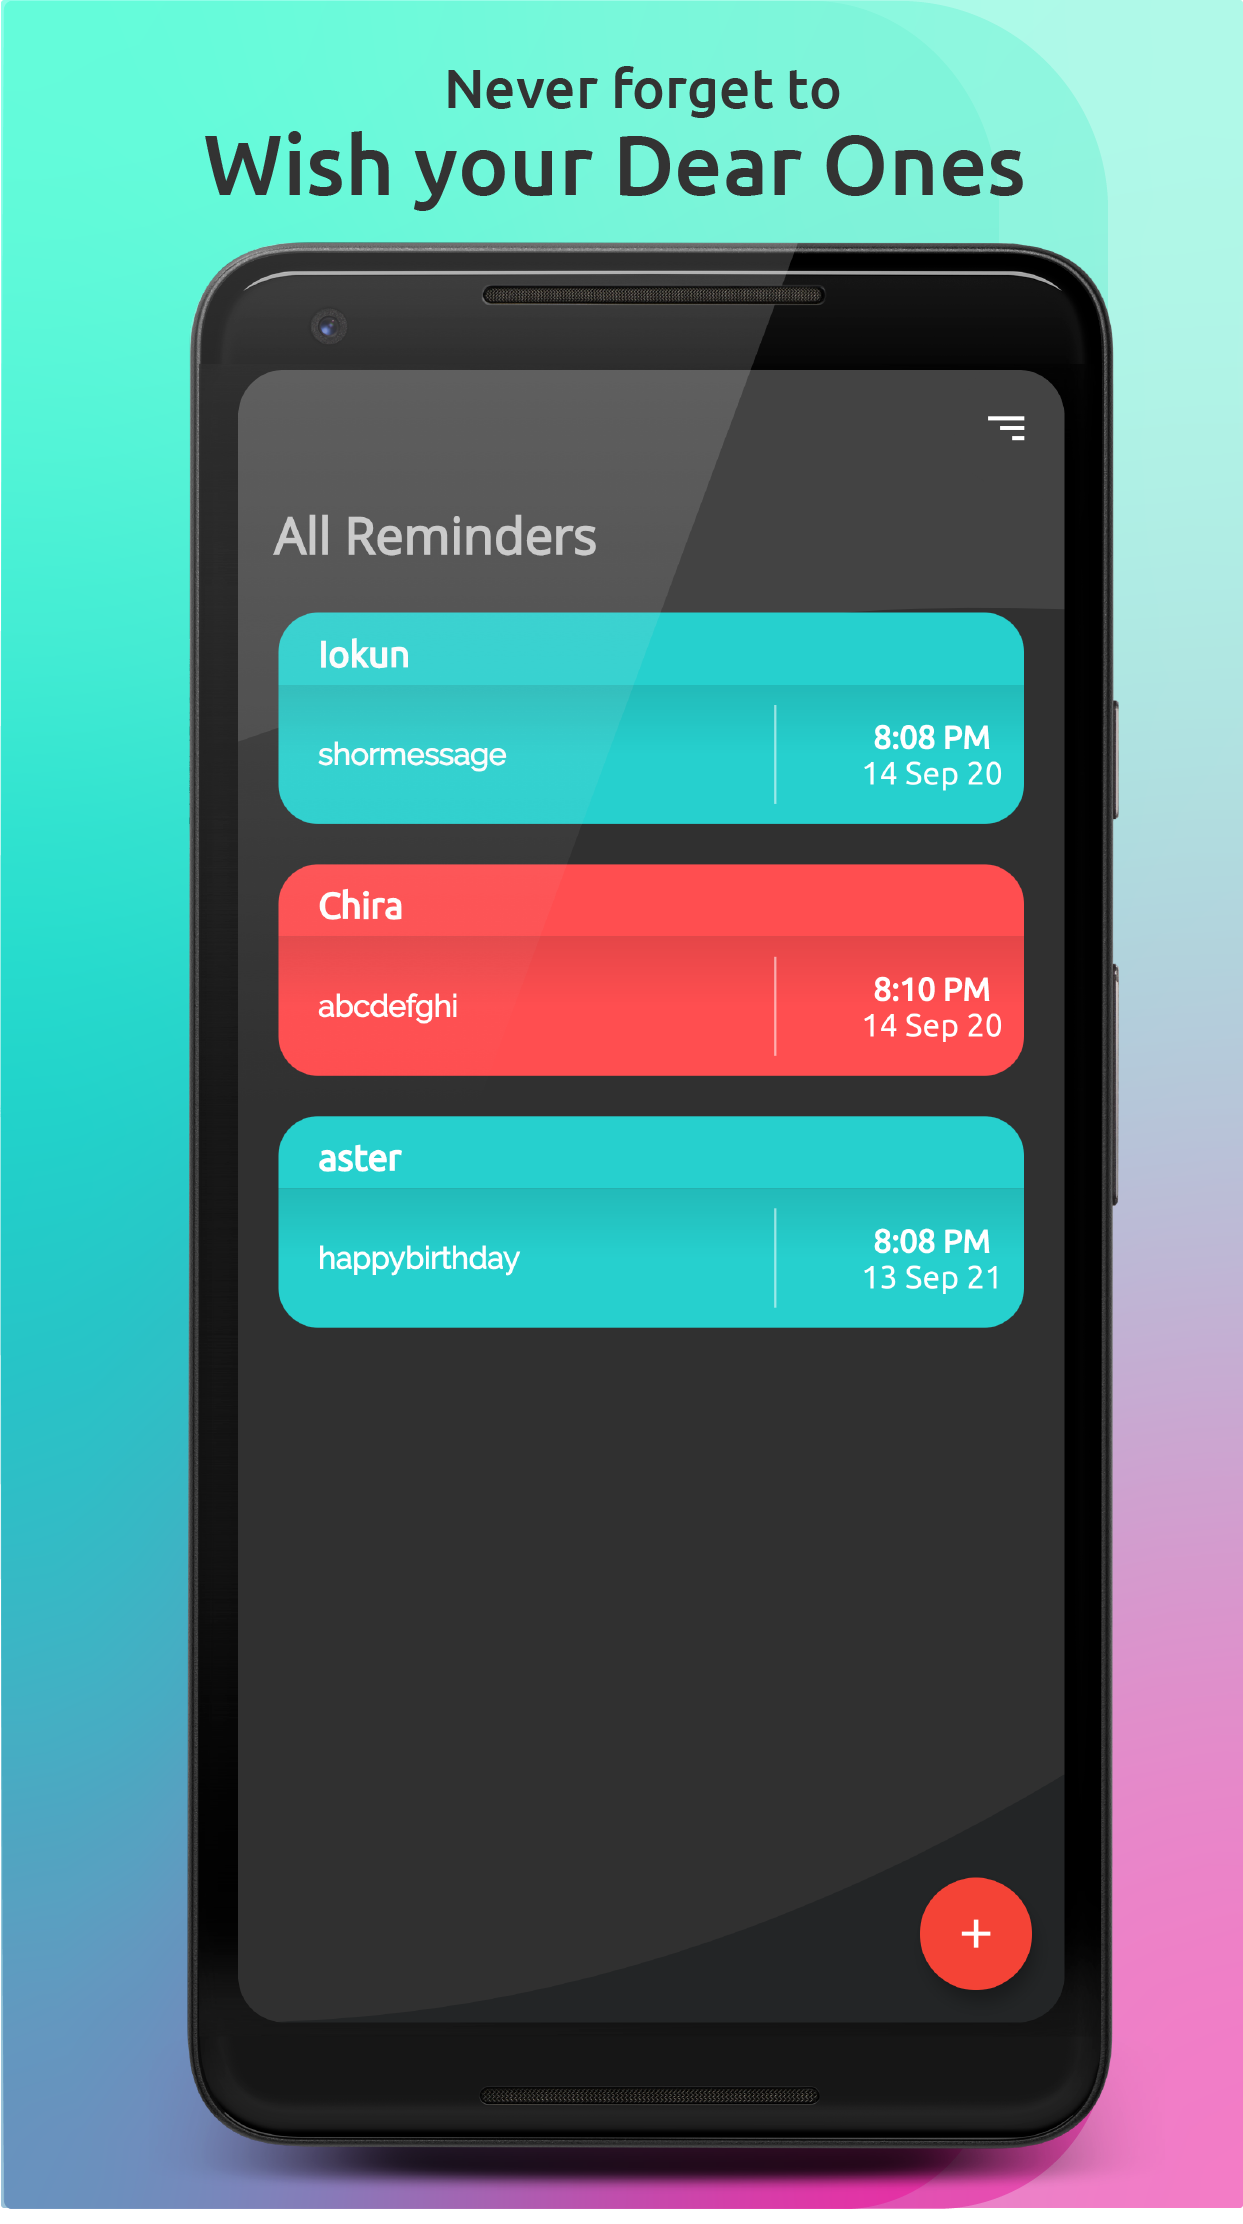 Never forget to
Wish your Dear Ones
All Reminders
lokun
shormessage
8:08 PM
14 Sep 20
Chira
abcdefghi
8:10 PM
14 Sep 20
aster
happybirthday
8:08 PM
13 Sep 21